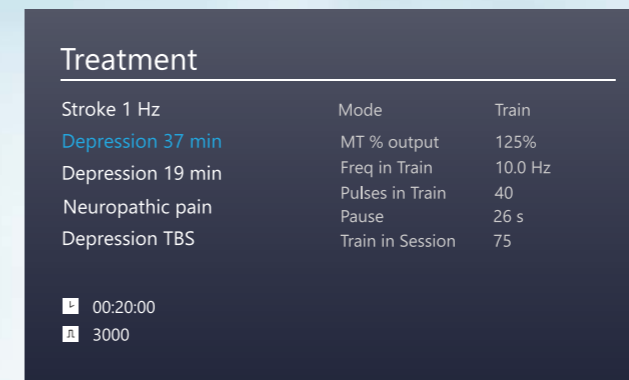 Treatment
Stroke 1 Hz
Depression 37 min
Depression 19 min
Neuropathic pain
Depression TBS
Mode Train
MT % output 125%
Freq in Train 10.0 Hz
Pulses in Train 40
Pause 26 s
Train in Session 75
00:20:00
3000